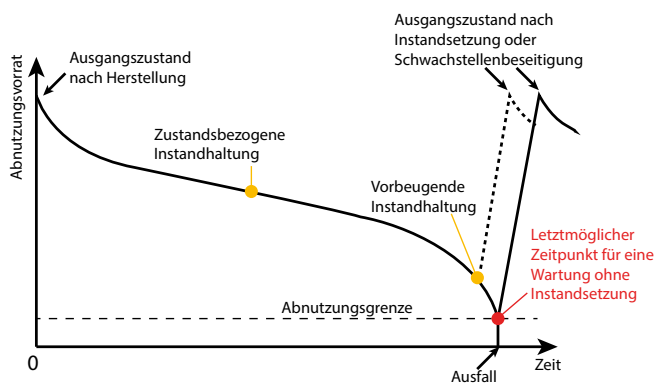 Ausgangszustand
nach Herstellung
Ausgangszustand nach
Instandsetzung oder
Schwachstellenbeseitigung
Abnutzungsvorrat
Zustandsbezogene
Instandhaltung
Vorbeugende
Instandhaltung
Letztmöglicher
Zeitpunkt für eine
Wartung ohne
Instandsetzung
Abnutzungsgrenze
0
Ausfall
Zeit